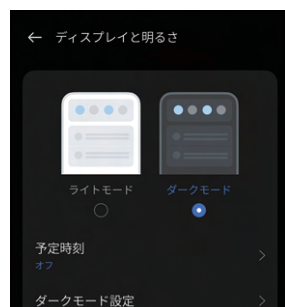 ディスプレイと明るさ
ライトモード
ダークモード
予定時刻
オフ
ダークモード設定